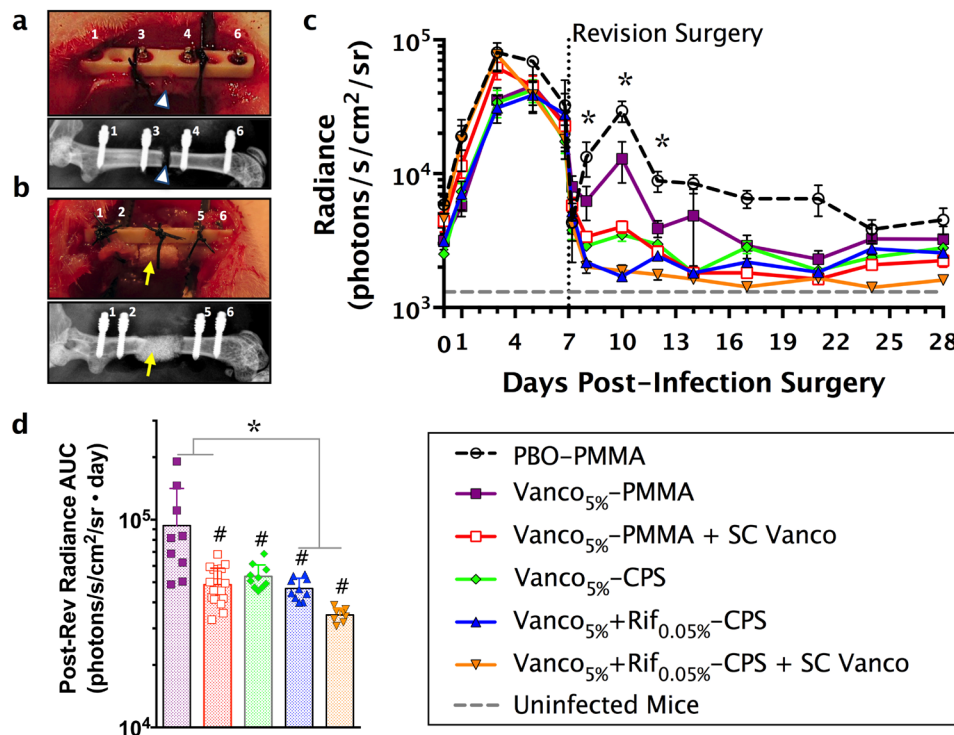 a
1 3 4 6
1 3 4 6
b
1 2 5 6
1 2 5 6
c
Radiance
(photons/s/cm²/sr)
10⁵
10⁴
10³
Revision Surgery
*
*
*
0 1 4 7 10 13 16 19 22 25 28
Days Post–Infection Surgery
d
Post-Rev Radiance AUC
(photons/s/cm²/sr • day)
10⁵
10⁴
*
# # # #
PBO–PMMA
Vanco₅%–PMMA
Vanco₅%–PMMA + SC Vanco
Vanco₅%–CPS
Vanco₅%+Rif₀.₀₅%–CPS
Vanco₅%+Rif₀.₀₅%–CPS + SC Vanco
Uninfected Mice